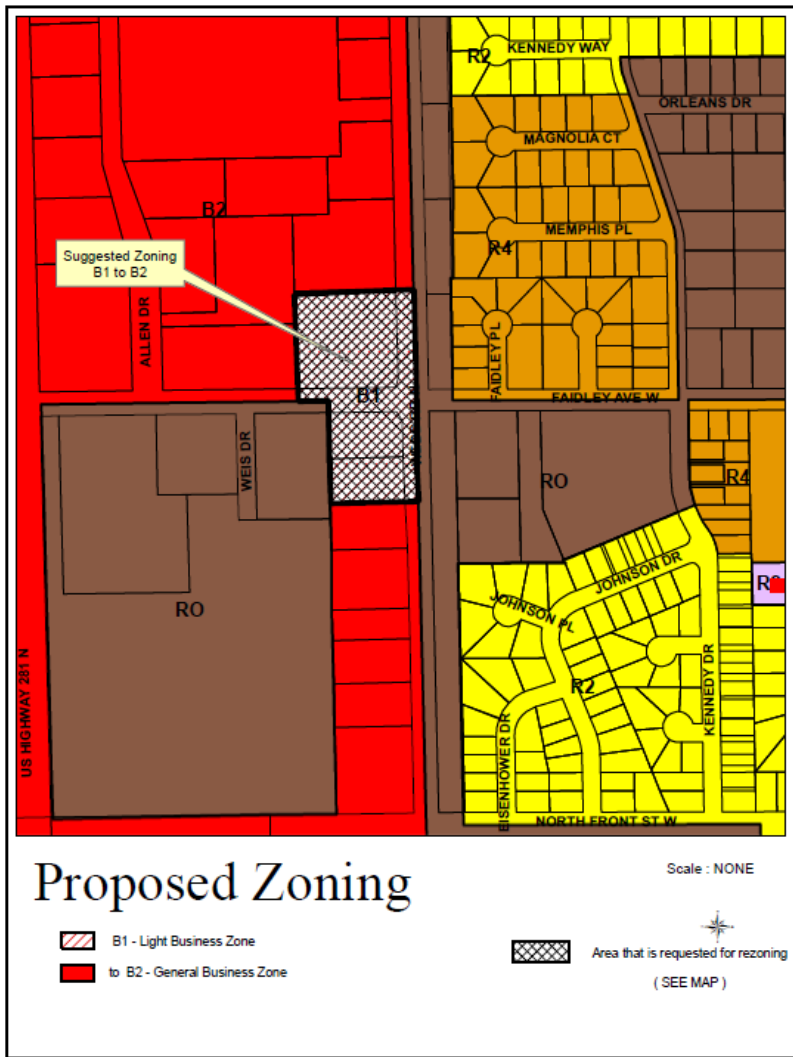 KENNEDY WAY
R2
ORLEANS DR
MAGNOLIA CT
B2
MEMPHIS PL
R4
Suggested Zoning
B1 to B2
ALLEN DR
FAIDLEY PL
B1
FAIDLEY AVE W
WEIS DR
RO
R4
JOHNSON DR
JOHNSON PL
RO
R2
KENNEDY DR
US HIGHWAY 281 N
EISENHOWER DR
NORTH FRONT ST W
Proposed Zoning
Scale : NONE
B1 - Light Business Zone
to B2 - General Business Zone
Area that is requested for rezoning
( SEE MAP )